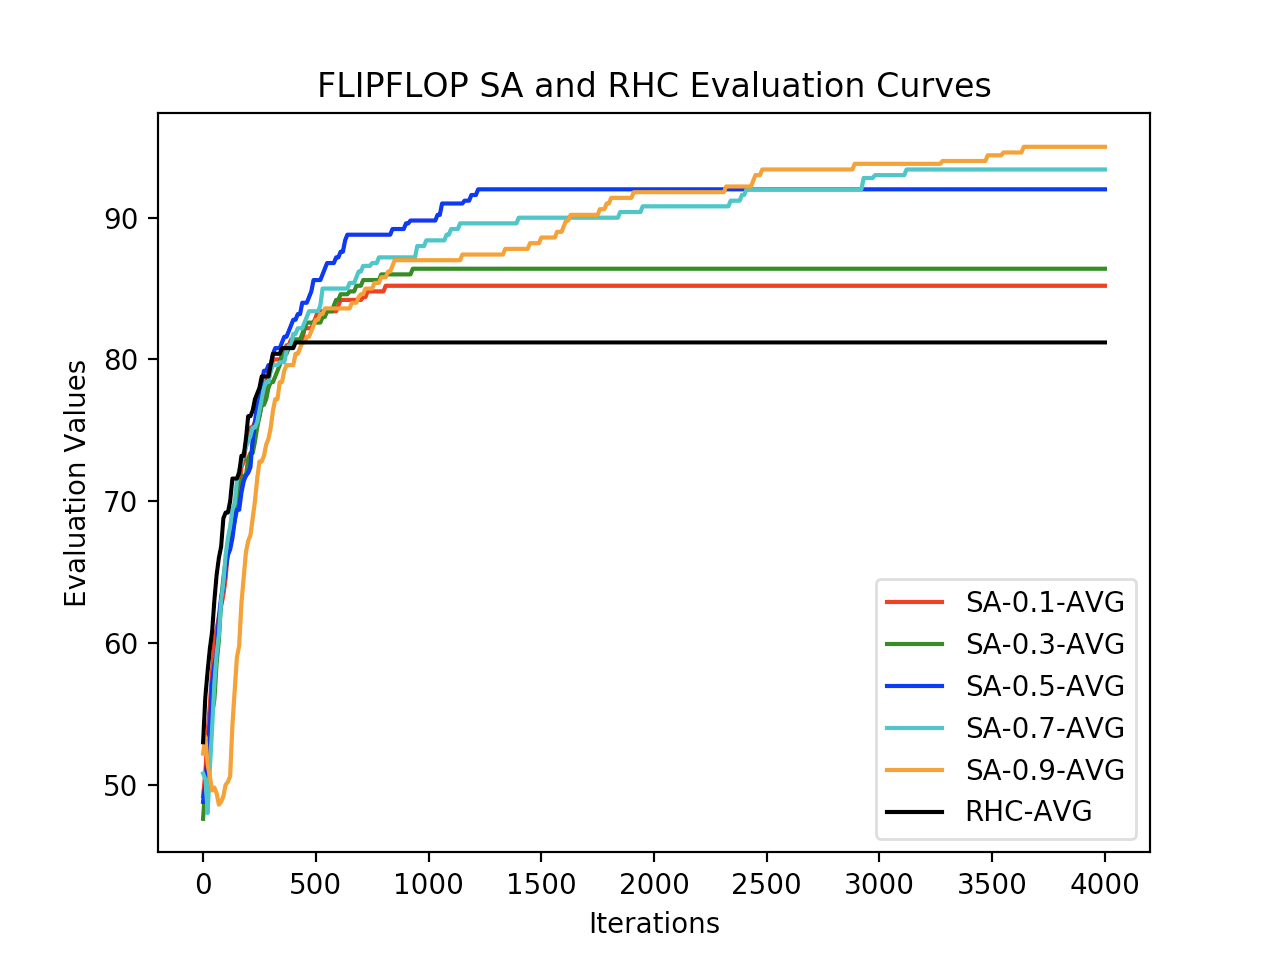 FLIPFLOP SA and RHC Evaluation Curves
Evaluation Values
90
80
70
60
50
SA-0.1-AVG
SA-0.3-AVG
SA-0.5-AVG
SA-0.7-AVG
SA-0.9-AVG
RHC-AVG
0 500 1000 1500 2000 2500 3000 3500 4000
Iterations